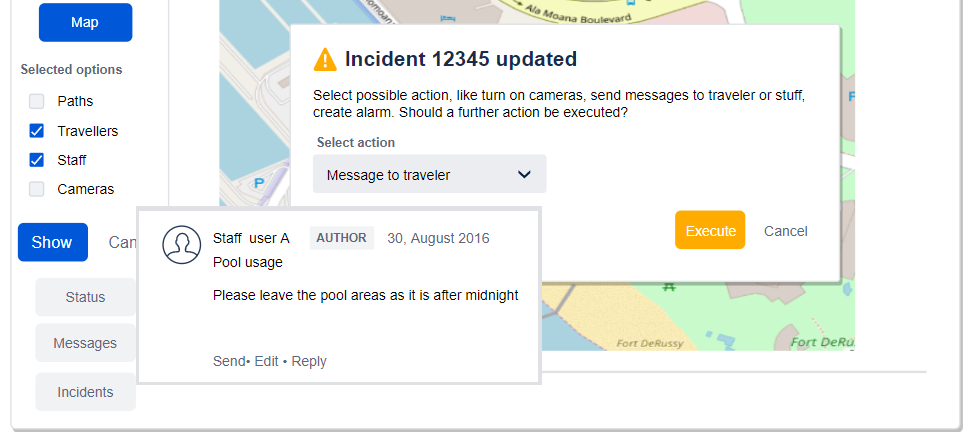 Map
Selected options
Paths
Travellers
Staff
Cameras
Show
Can
Status
Messages
Incidents
Ala Moana Boulevard
P
F
Incident 12345 updated
Select possible action, like turn on cameras, send messages to traveler or stuff,
create alarm. Should a further action be executed?
Select action
Message to traveler
Execute
Cancel
Staff user A AUTHOR 30, August 2016
Pool usage
Please leave the pool areas as it is after midnight
Send• Edit • Reply
Fort DeRussy
Fort DeRu